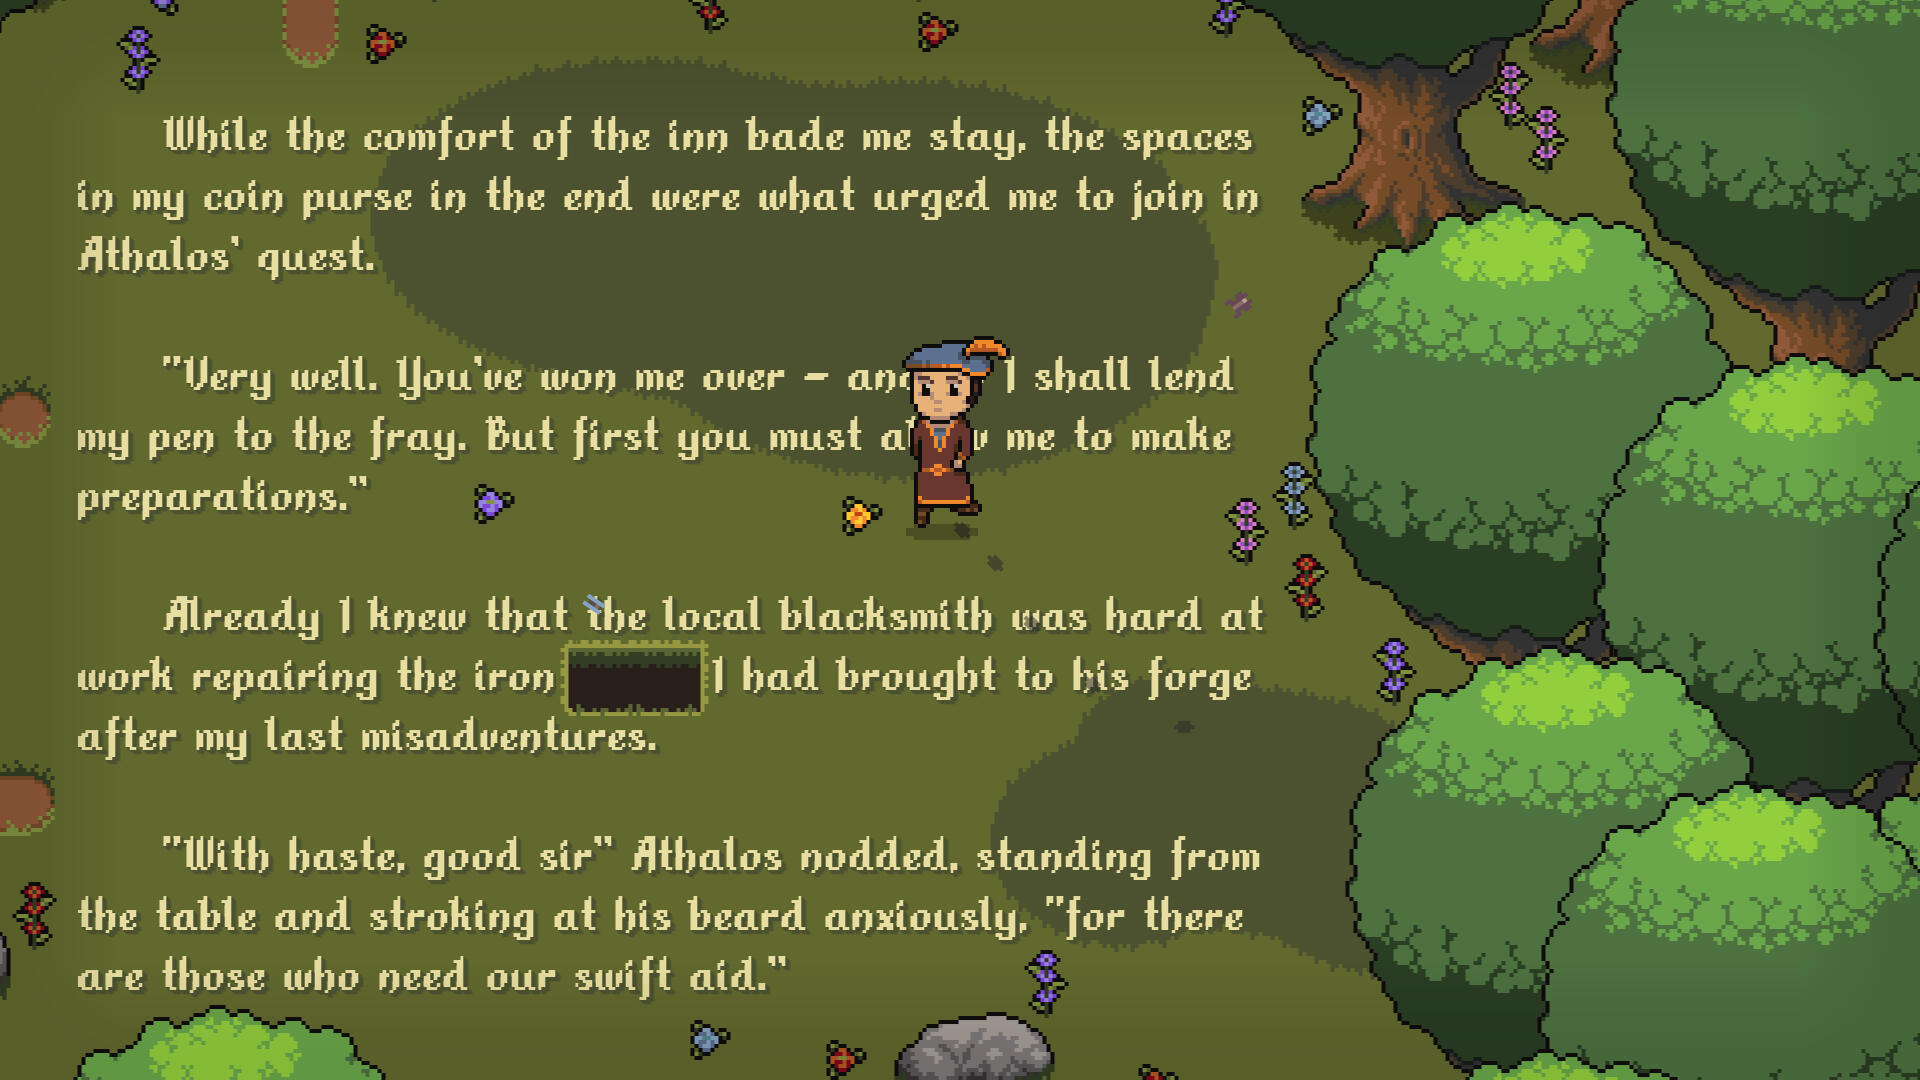 While the comfort of the inn bade me stay, the spaces
in my coin purse in the end were what urged me to join in
Athalos' quest.
"Very well. You've won me over - and I shall lend
my pen to the fray. But first you must allow me to make
preparations."
Already I knew that the local blacksmith was hard at
work repairing the iron I had brought to his forge
after my last misadventures.
"With haste, good sir" Athalos nodded, standing from
the table and stroking at his beard anxiously, "for there
are those who need our swift aid."